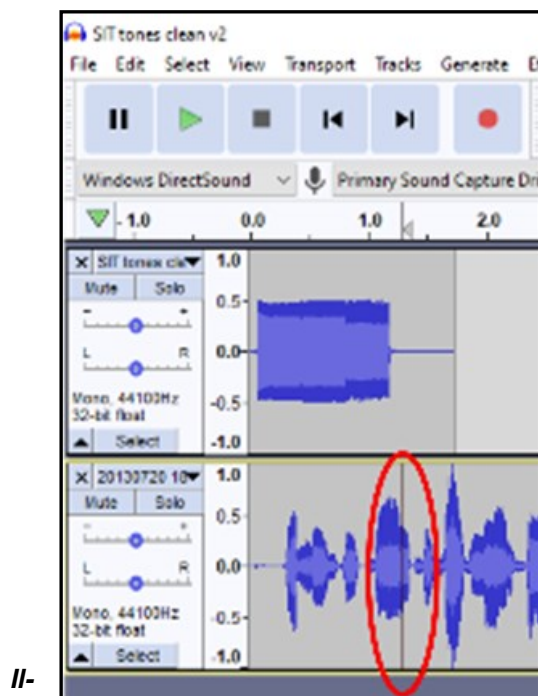 SIT tones clean v2
File Edit Select View Transport Tracks Generate
Windows DirectSound Primary Sound Capture Dri
- 1.0 0.0 1.0 2.0
SIT tones cle 1.0
Mute Solo
0.5-
- +
L R 0.0-
Mono, 44100Hz
32-bit float -0.5-
Select -1.0
20130720 18 1.0
Mute Solo
0.5-
- +
L R 0.0-
Mono, 44100Hz
32-bit float -0.5-
Select -1.0
II-